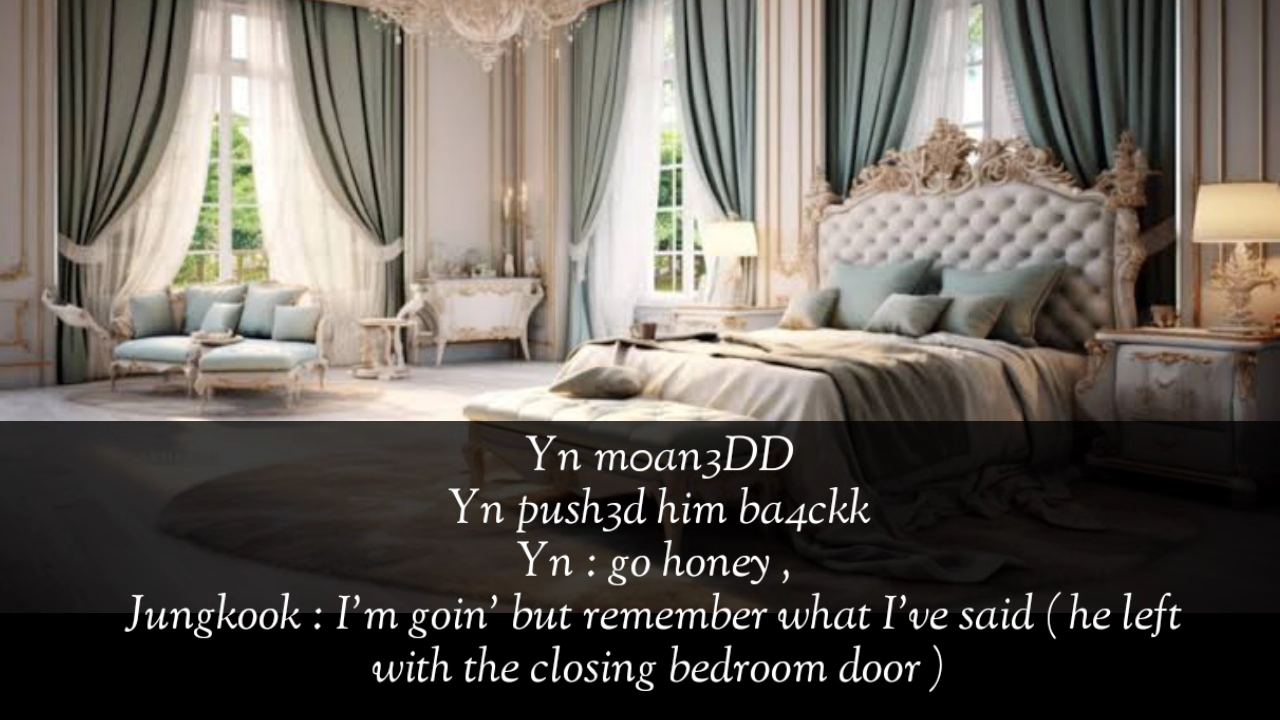 Yn moan3DD
Yn push3d him ba4ckk
Yn : go honey ,
Jungkook : I’m goin’ but remember what I’ve said ( he left
with the closing bedroom door )